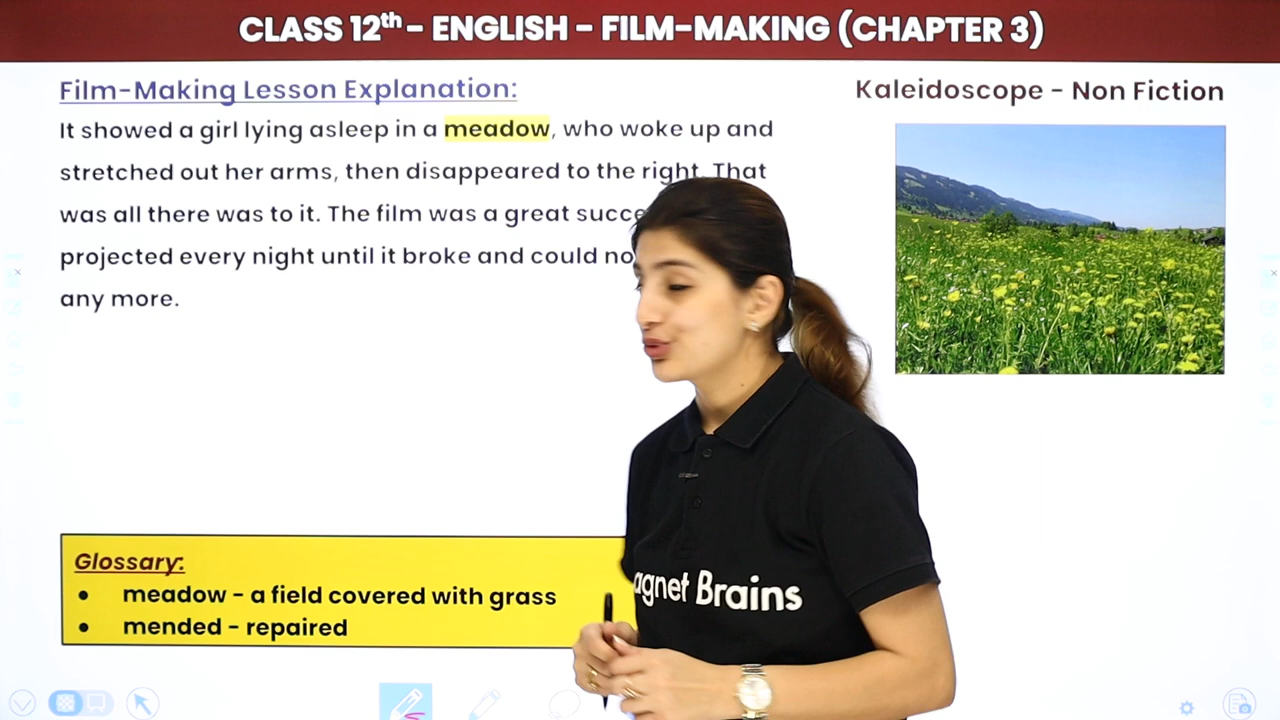 CLASS 12th - ENGLISH - FILM-MAKING (CHAPTER 3)
Film-Making Lesson Explanation:
Kaleidoscope - Non Fiction
It showed a girl lying asleep in a meadow, who woke up and
stretched out her arms, then disappeared to the right. That
was all there was to it. The film was a great
projected every night until it broke and could
any more.
Glossary:
● meadow - a field covered with grass
● mended - repaired
agnet Brains